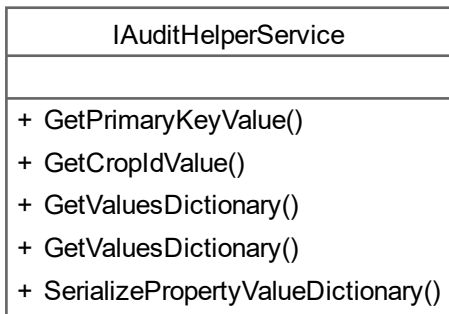 IAuditHelperService
+ GetPrimaryKeyValue()
+ GetCropIdValue()
+ GetValuesDictionary()
+ GetValuesDictionary()
+ SerializePropertyValueDictionary()